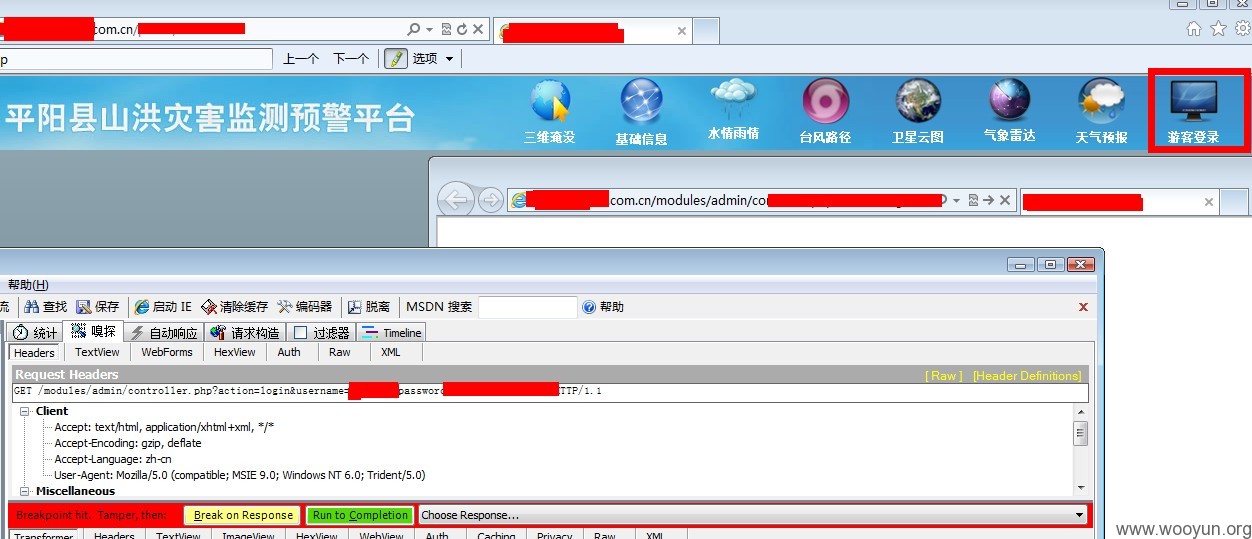 com.cn/
p
上一个 下一个 选项
平阳县山洪灾害监测预警平台
三维淹没 基础信息 水情雨情 台风路径 卫星云图 气象雷达 天气预报 游客登录
com.cn/modules/admin/co
帮助(H)
流 查找 保存 启动 IE 清除缓存 编码器 脱离 MSDN 搜索 帮助
统计 嗅探 自动响应 请求构造 过滤器 Timeline
Headers TextView WebForms HexView Auth Raw XML
Request Headers [ Raw ] [Header Definitions]
GET /modules/admin/controller.php?action=login&username= password TTP/1.1
Client
Accept: text/html, application/xhtml+xml, */*
Accept-Encoding: gzip, deflate
Accept-Language: zh-cn
User-Agent: Mozilla/5.0 (compatible; MSIE 9.0; Windows NT 6.0; Trident/5.0)
Miscellaneous
Breakpoint hit. Tamper, then: Break on Response Run to Completion Choose Response...
Transformer Headers TextView ImageView HexView WebView Auth Caching Privacy Raw XML
www.wooyun.org